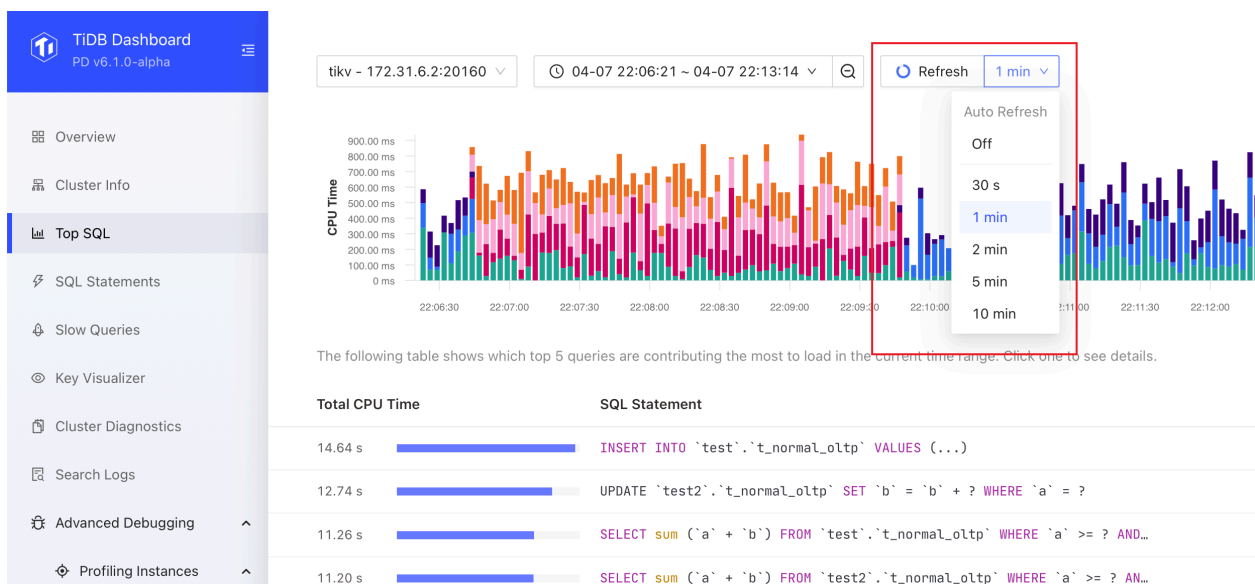 TiDB Dashboard
PD v6.1.0-alpha
Overview
Cluster Info
Top SQL
SQL Statements
Slow Queries
Key Visualizer
Cluster Diagnostics
Search Logs
Advanced Debugging
Profiling Instances
tikv - 172.31.6.2:20160
04-07 22:06:21 ~ 04-07 22:13:14
Refresh
1 min
Auto Refresh
Off
30 s
1 min
2 min
5 min
10 min
CPU Time
900.00 ms
800.00 ms
700.00 ms
600.00 ms
500.00 ms
400.00 ms
300.00 ms
200.00 ms
100.00 ms
0 ms
22:06:30 22:07:00 22:07:30 22:08:00 22:08:30 22:09:00 22:09:30 22:10:00 :11:00 22:11:30 22:12:00
The following table shows which top 5 queries are contributing the most to load in the current time range. Click one to see details.
Total CPU Time SQL Statement
14.64 s INSERT INTO `test`.`t_normal_oltp` VALUES (...)
12.74 s UPDATE `test2`.`t_normal_oltp` SET `b` = `b` + ? WHERE `a` = ?
11.26 s SELECT sum (`a` + `b`) FROM `test`.`t_normal_oltp` WHERE `a` >= ? AND…
11.20 s SELECT sum (`a` + `b`) FROM `test2`.`t_normal_oltp` WHERE `a` >= ? AN…